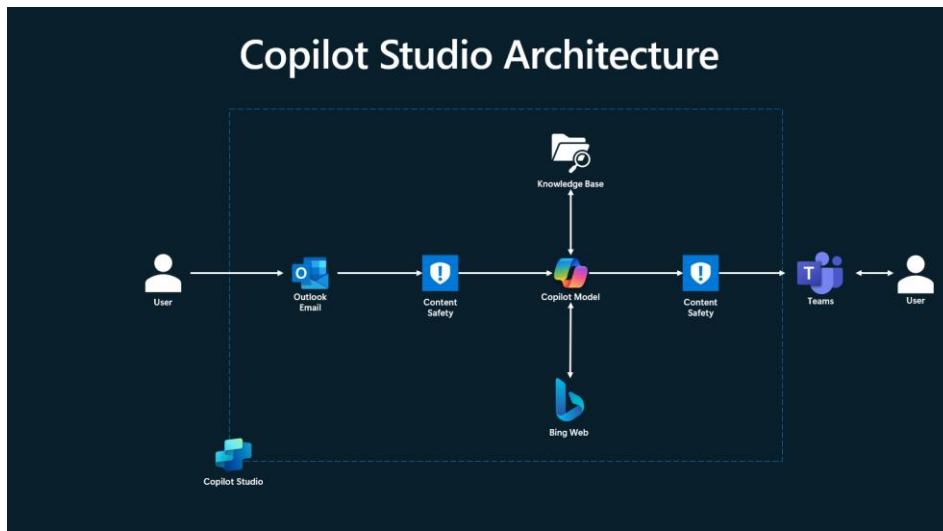 Copilot Studio Architecture
Knowledge Base
User
Outlook
Email
Content
Safety
Copilot Model
Content
Safety
Teams
User
Bing Web
Copilot Studio